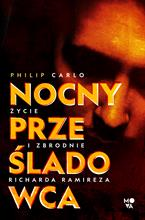 PHILIP CARLO
NOCNY
ŻYCIE
PRZE
I ZBRODNIE
ŚLADO
RICHARDA RAMIREZA
WCA
MOVA